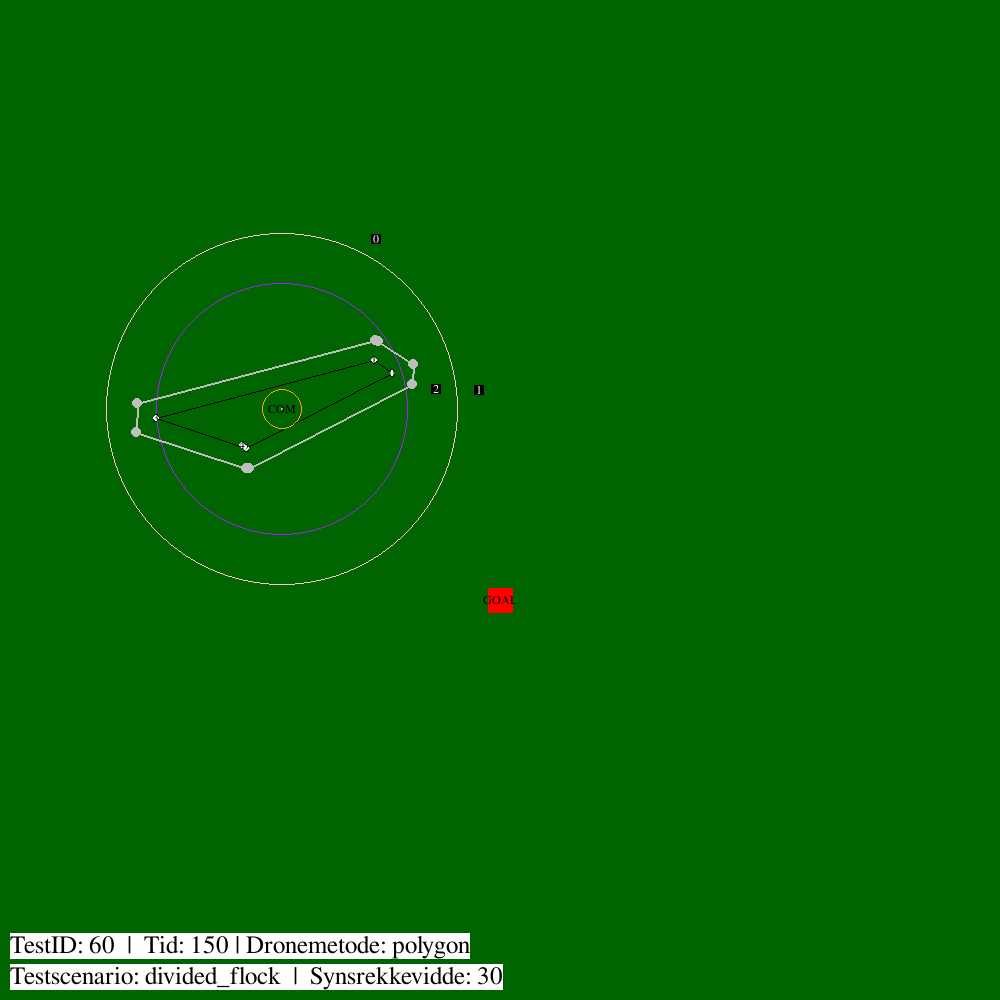 0
2
1
COM
GOAL
TestID: 60 | Tid: 150 | Dronemetode: polygon
Testscenario: divided_flock | Synsrekkevidde: 30